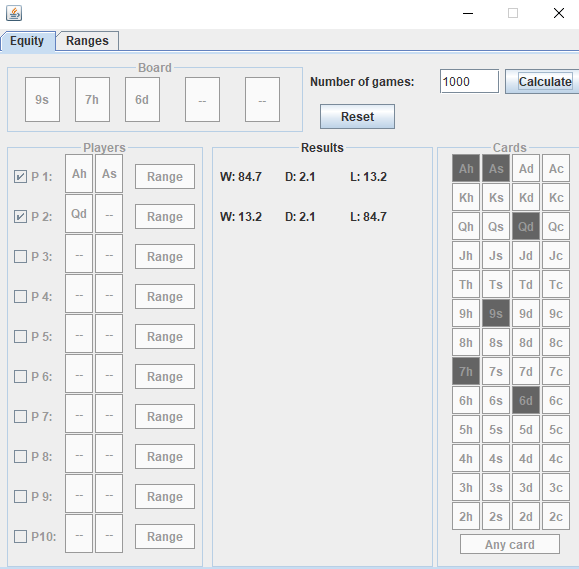 Equity Ranges
Board
9s 7h 6d -- --
Number of games: 1000 Calculate
Reset
Players
P 1: Ah As Range
P 2: Qd -- Range
P 3: -- -- Range
P 4: -- -- Range
P 5: -- -- Range
P 6: -- -- Range
P 7: -- -- Range
P 8: -- -- Range
P 9: -- -- Range
P10: -- -- Range
Results
W: 84.7 D: 2.1 L: 13.2
W: 13.2 D: 2.1 L: 84.7
Cards
Ah As Ad Ac
Kh Ks Kd Kc
Qh Qs Qd Qc
Jh Js Jd Jc
Th Ts Td Tc
9h 9s 9d 9c
8h 8s 8d 8c
7h 7s 7d 7c
6h 6s 6d 6c
5h 5s 5d 5c
4h 4s 4d 4c
3h 3s 3d 3c
2h 2s 2d 2c
Any card